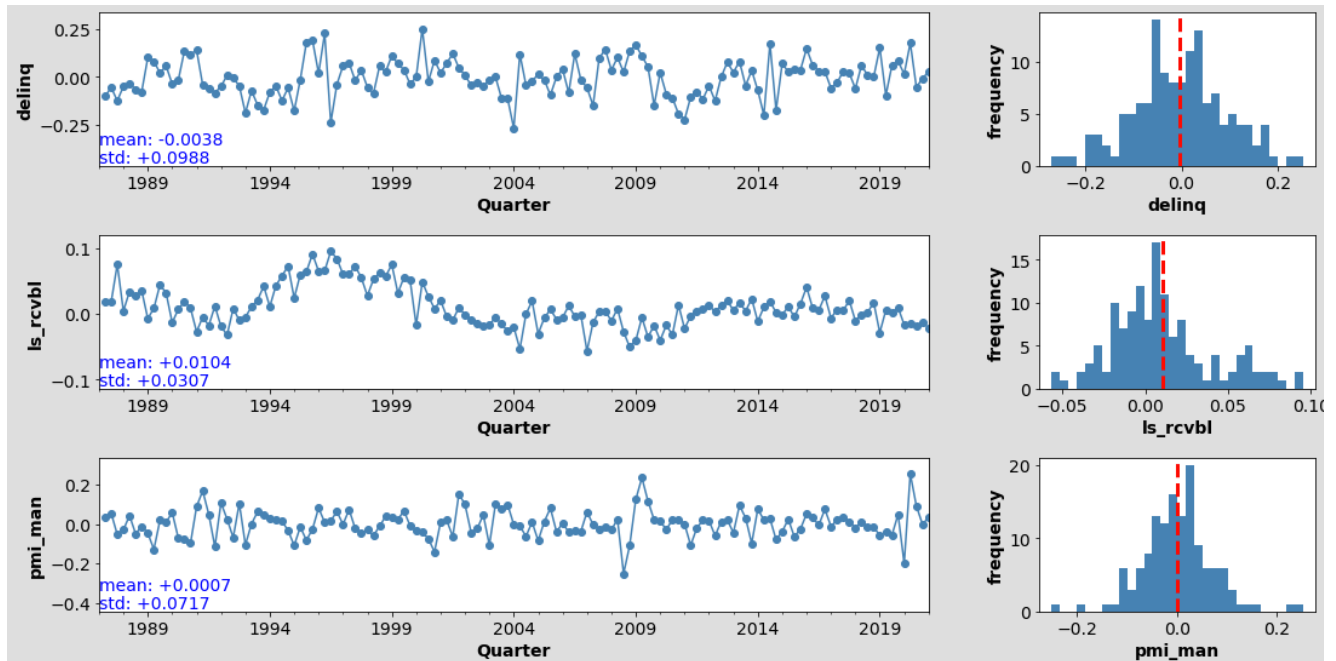 0.25
0.00
−0.25
delinq
mean: -0.0038
std: +0.0988
1989 1994 1999 2004 2009 2014 2019
Quarter
10
5
0
frequency
−0.2 0.0 0.2
delinq
0.1
0.0
−0.1
ls_rcvbl
mean: +0.0104
std: +0.0307
1989 1994 1999 2004 2009 2014 2019
Quarter
15
10
5
0
frequency
−0.05 0.00 0.05 0.10
ls_rcvbl
0.2
0.0
−0.2
−0.4
pmi_man
mean: +0.0007
std: +0.0717
1989 1994 1999 2004 2009 2014 2019
Quarter
20
10
0
frequency
−0.2 0.0 0.2
pmi_man